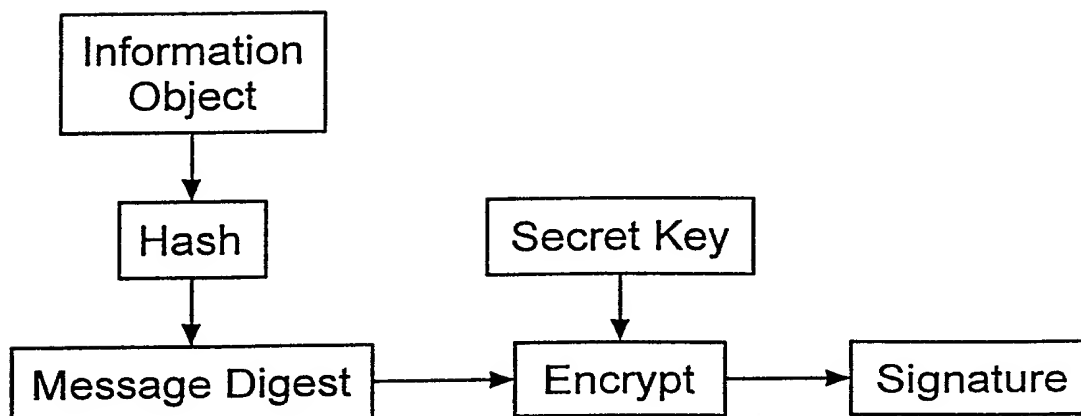 Information
Object
Hash
Secret Key
Message Digest
Encrypt
Signature